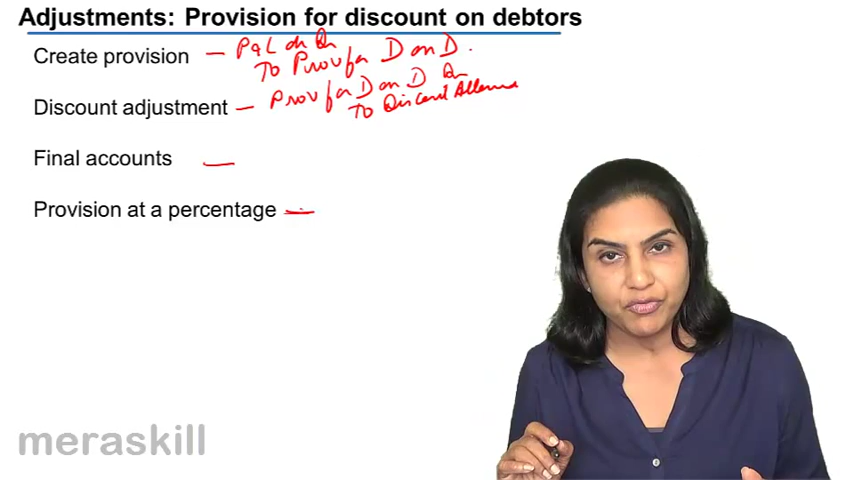 Adjustments: Provision for discount on debtors
Create provision — P&L a/c Dr
To Prov for D on D.
Discount adjustment — Prov for D on D Dr
To Discount Allowed
Final accounts —
Provision at a percentage —
meraskill